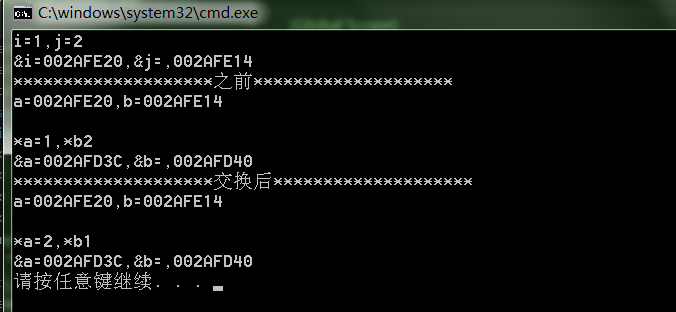 C:\windows\system32\cmd.exe
i=1,j=2
&i=002AFE20,&j=,002AFE14
********************之前********************
a=002AFE20,b=002AFE14
*a=1,*b2
&a=002AFD3C,&b=,002AFD40
********************交换后********************
a=002AFE20,b=002AFE14
*a=2,*b1
&a=002AFD3C,&b=,002AFD40
请按任意键继续. . .